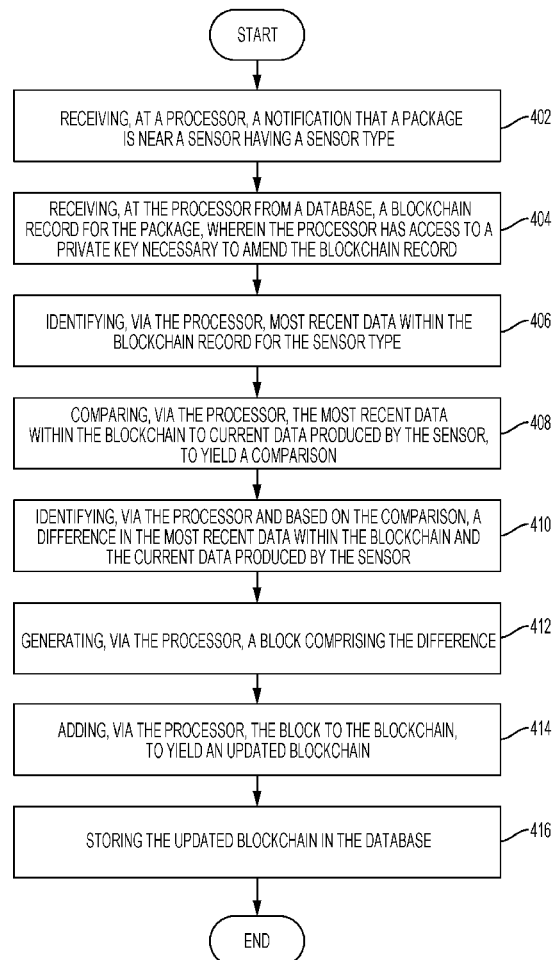 START
RECEIVING, AT A PROCESSOR, A NOTIFICATION THAT A PACKAGE
IS NEAR A SENSOR HAVING A SENSOR TYPE
402
RECEIVING, AT THE PROCESSOR FROM A DATABASE, A BLOCKCHAIN
RECORD FOR THE PACKAGE, WHEREIN THE PROCESSOR HAS ACCESS TO A
PRIVATE KEY NECESSARY TO AMEND THE BLOCKCHAIN RECORD
404
IDENTIFYING, VIA THE PROCESSOR, MOST RECENT DATA WITHIN THE
BLOCKCHAIN RECORD FOR THE SENSOR TYPE
406
COMPARING, VIA THE PROCESSOR, THE MOST RECENT DATA
WITHIN THE BLOCKCHAIN TO CURRENT DATA PRODUCED BY THE SENSOR,
TO YIELD A COMPARISON
408
IDENTIFYING, VIA THE PROCESSOR AND BASED ON THE COMPARISON, A
DIFFERENCE IN THE MOST RECENT DATA WITHIN THE BLOCKCHAIN AND
THE CURRENT DATA PRODUCED BY THE SENSOR
410
GENERATING, VIA THE PROCESSOR, A BLOCK COMPRISING THE DIFFERENCE
412
ADDING, VIA THE PROCESSOR, THE BLOCK TO THE BLOCKCHAIN,
TO YIELD AN UPDATED BLOCKCHAIN
414
STORING THE UPDATED BLOCKCHAIN IN THE DATABASE
416
END